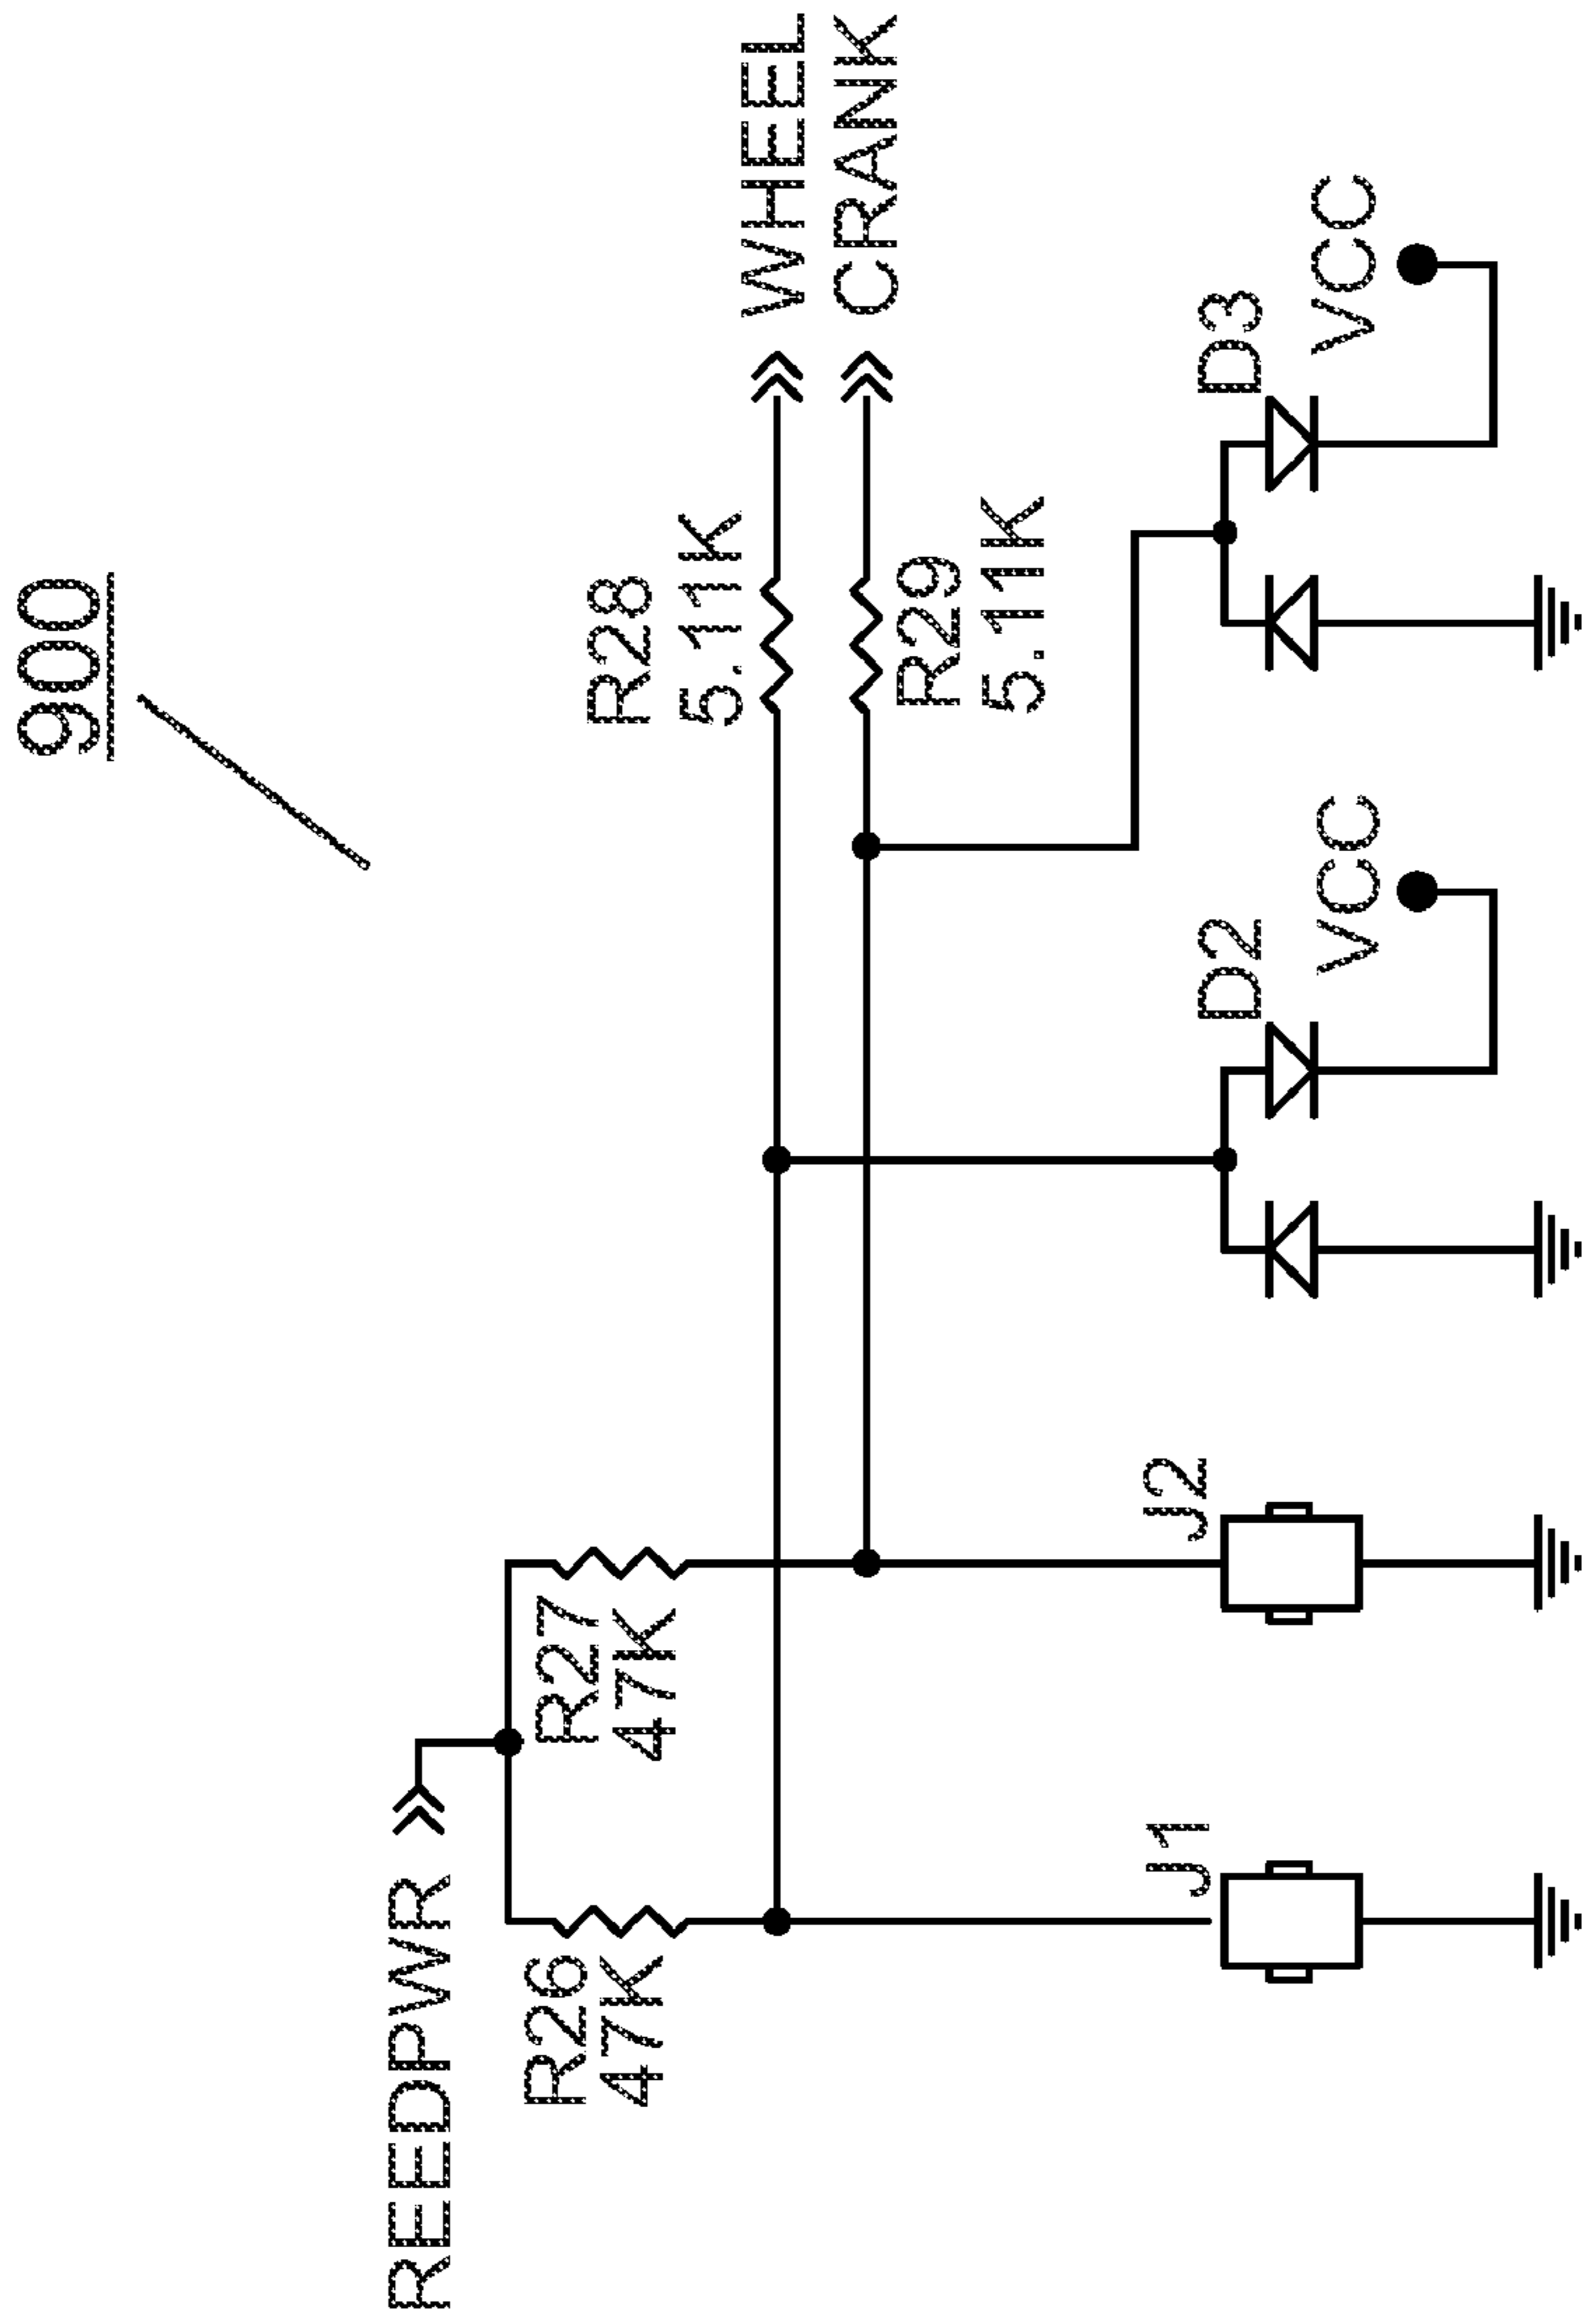 900
REEDPWR
R26
47K
R27
47K
R28
5.11K
WHEEL
CRANK
R29
5.11K
J1
J2
D2
VCC
D3
VCC